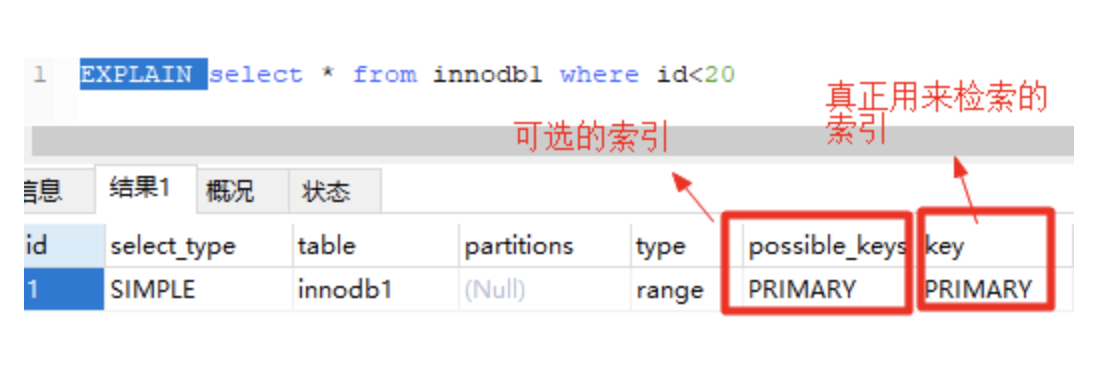 1 EXPLAIN select * from innodb1 where id<20
真正用来检索的
索引
可选的索引
信息 结果1 概况 状态
id select_type table partitions type possible_keys key
1 SIMPLE innodb1 (Null) range PRIMARY PRIMARY